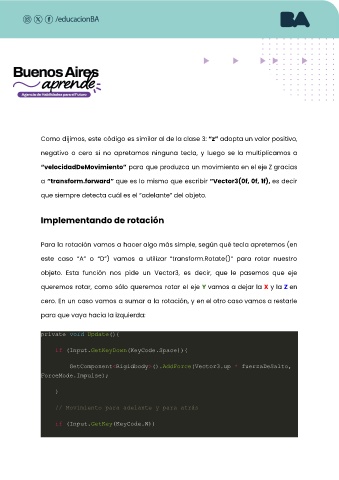 /educacionBA
BA
Buenos Aires
aprende
Agencia de Habilidades para el Futuro
Como dijimos, este código es similar al de la clase 3: "z" adopta un valor positivo,
negativo o cero si no apretamos ninguna tecla, y luego se la multiplicamos a
"velocidadDeMovimiento" para que produzca un movimiento en el eje Z gracias
a "transform.forward" que es lo mismo que escribir "Vector3(0f, 0f, 1f), es decir
que siempre detecta cuál es el "adelante" del objeto.
Implementando de rotación
Para la rotación vamos a hacer algo más simple, según qué tecla apretemos (en
este caso "A" o "D") vamos a utilizar "transform.Rotate()" para rotar nuestro
objeto. Esta función nos pide un Vector3, es decir, que le pasemos que eje
queremos rotar, como sólo queremos rotar el eje Y vamos a dejar la X y la Z en
cero. En un caso vamos a sumar a la rotación, y en el otro caso vamos a restarle
para que vaya hacia la izquierda:
private void Update(){
if (Input.GetKeyDown(KeyCode.Space)){
GetComponent<Rigidbody>().AddForce(Vector3.up * fuerzaDeSalto,
ForceMode.Impulse);
}
// Movimiento para adelante y para atrás
if (Input.GetKey(KeyCode.W))